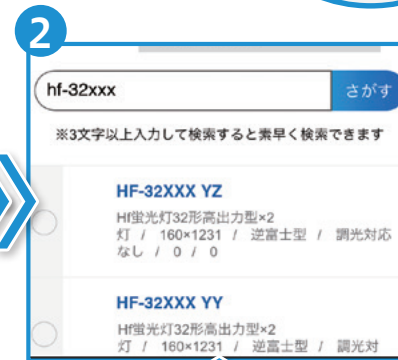 2
hf-32xxx
さがす
※3文字以上入力して検索すると素早く検索できます
HF-32XXX YZ
Hf蛍光灯32形高出力型×2
灯 / 160×1231 / 逆富士型 / 調光対応
なし / 0 / 0
HF-32XXX YY
Hf蛍光灯32形高出力型×2
灯 / 160×1231 / 逆富士型 / 調光対